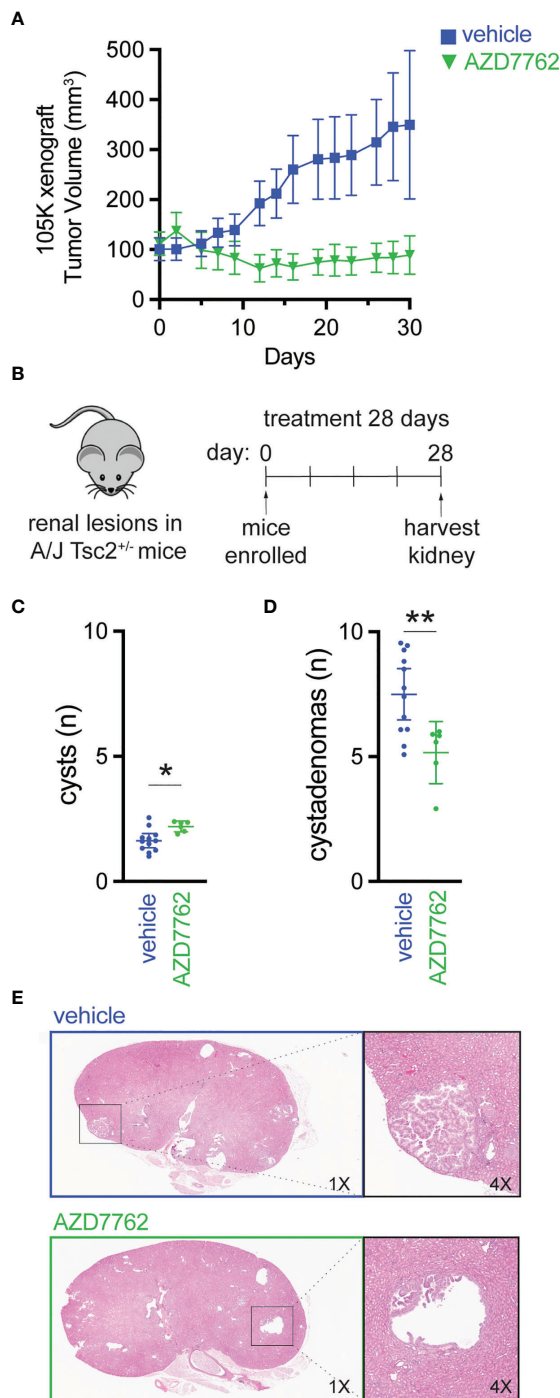 A
vehicle
AZD7762
105K xenograft
Tumor Volume (mm³)
500
400
300
200
100
0
0
10
20
30
Days
B
treatment 28 days
day:
0
28
renal lesions in
A/J Tsc2+/- mice
mice
enrolled
harvest
kidney
C
cysts (n)
10
5
0
*
vehicle
AZD7762
D
cystadenomas (n)
10
5
0
**
vehicle
AZD7762
E
vehicle
1X
4X
AZD7762
1X
4X